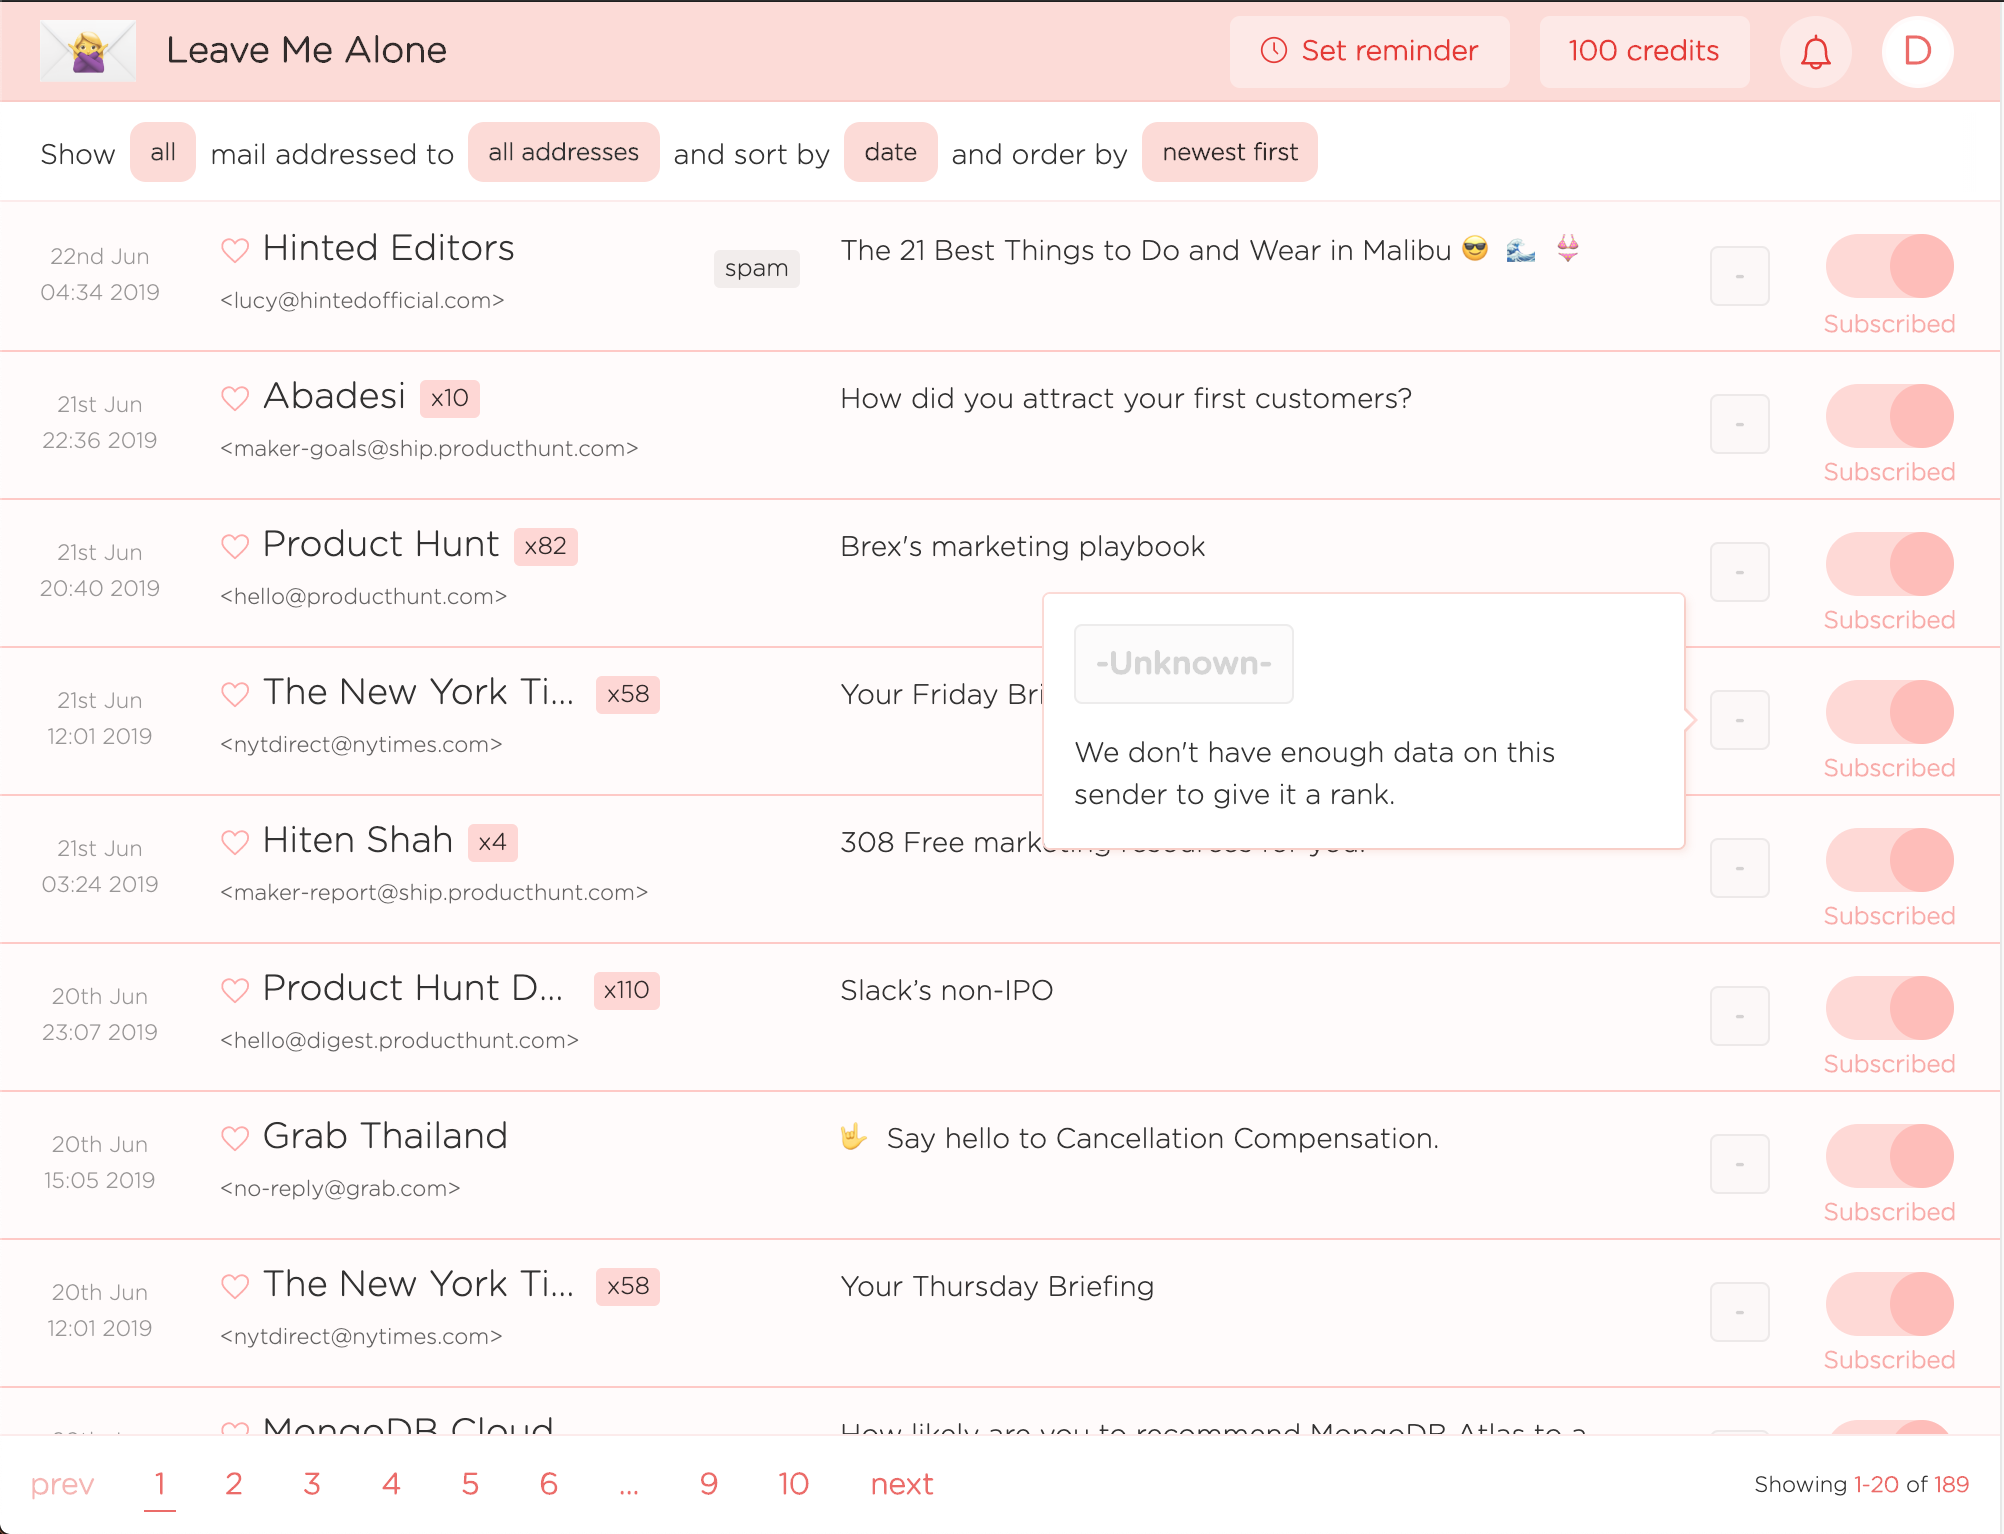 Leave Me Alone
Set reminder
100 credits
D
Show all mail addressed to all addresses and sort by date and order by newest first
22nd Jun
04:34 2019
Hinted Editors
<lucy@hintedofficial.com>
spam
The 21 Best Things to Do and Wear in Malibu 😎 🌊 👙
-
Subscribed
21st Jun
22:36 2019
Abadesi x10
<maker-goals@ship.producthunt.com>
How did you attract your first customers?
-
Subscribed
21st Jun
20:40 2019
Product Hunt x82
<hello@producthunt.com>
Brex's marketing playbook
-
Subscribed
21st Jun
12:01 2019
The New York Ti... x58
<nytdirect@nytimes.com>
Your Friday Bri
-
Subscribed
-Unknown-
We don't have enough data on this
sender to give it a rank.
21st Jun
03:24 2019
Hiten Shah x4
<maker-report@ship.producthunt.com>
308 Free marketing resources for you!
-
Subscribed
20th Jun
23:07 2019
Product Hunt D... x110
<hello@digest.producthunt.com>
Slack’s non-IPO
-
Subscribed
20th Jun
15:05 2019
Grab Thailand
<no-reply@grab.com>
🤟 Say hello to Cancellation Compensation.
-
Subscribed
20th Jun
12:01 2019
The New York Ti... x58
<nytdirect@nytimes.com>
Your Thursday Briefing
-
Subscribed
MongoDB Cloud
How likely are you to recommend MongoDB Atlas to a
prev 1 2 3 4 5 6 ... 9 10 next
Showing 1-20 of 189